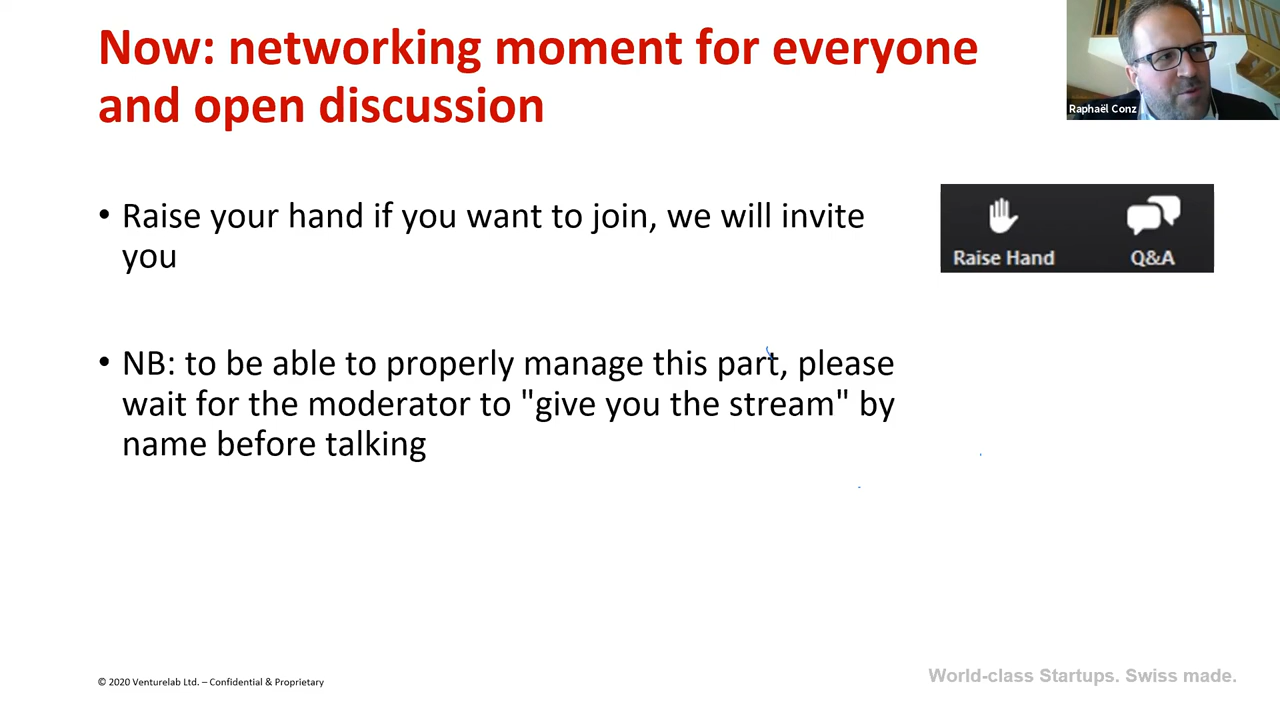 Now: networking moment for everyone
and open discussion
Raphaël Conz
• Raise your hand if you want to join, we will invite
you
Raise Hand
Q&A
• NB: to be able to properly manage this part, please
wait for the moderator to "give you the stream" by
name before talking
© 2020 Venturelab Ltd. – Confidential & Proprietary
World-class Startups. Swiss made.